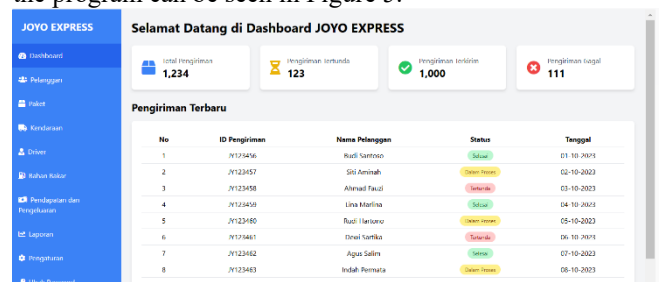 the program can be seen in Figure 5.
JOYO EXPRESS
Dashboard
Pelanggan
Paket
Kendaraan
Driver
Bahan Bakar
Pendapatan dan
Pengeluaran
Laporan
Pengaturan
Selamat Datang di Dashboard JOYO EXPRESS
Total Pengiriman
1,234
Pengiriman Tertunda
123
Pengiriman Terkirim
1,000
Pengiriman Gagal
111
Pengiriman Terbaru
No ID Pengiriman Nama Pelanggan Status Tanggal
1 JY123456 Budi Santoso Selesai 01-10-2023
2 JY123457 Siti Aminah Dalam Proses 02-10-2023
3 JY123458 Ahmad Fauzi Tertunda 03-10-2023
4 JY123459 Lina Marlina Selesai 04-10-2023
5 JY123460 Rudi Hartono Dalam Proses 05-10-2023
6 JY123461 Dewi Sartika Tertunda 06-10-2023
7 JY123462 Agus Salim Selesai 07-10-2023
8 JY123463 Indah Permata Dalam Proses 08-10-2023